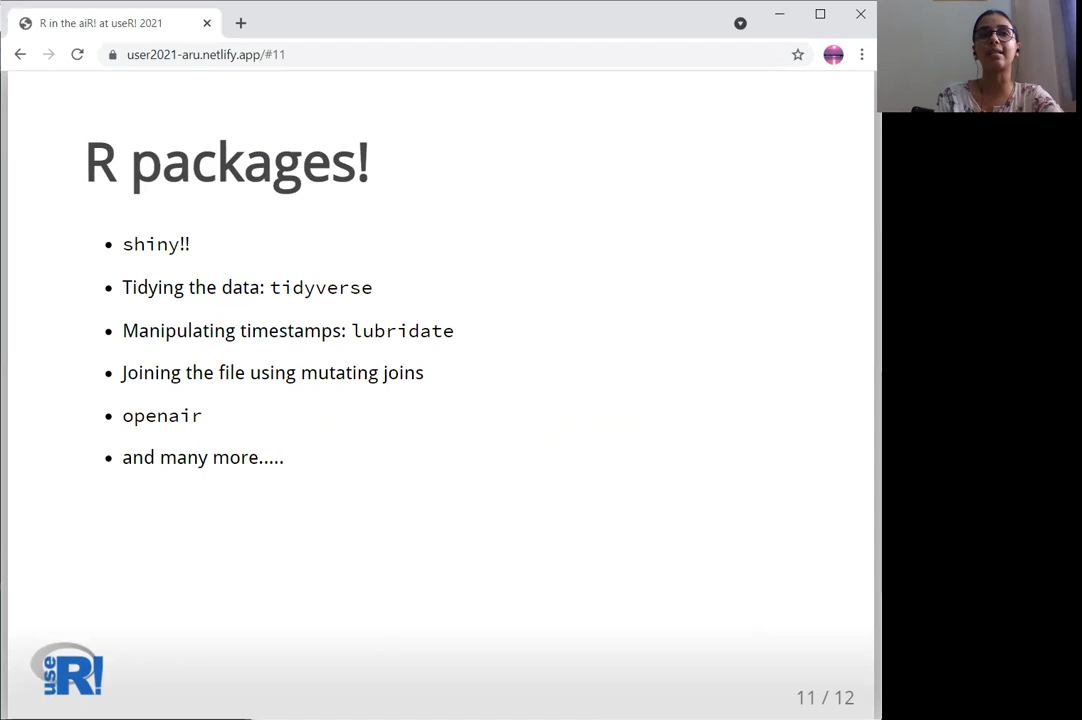 R in the aiR! at useR! 2021
user2021-aru.netlify.app/#11
R packages!
shiny!!
Tidying the data: tidyverse
Manipulating timestamps: lubridate
Joining the file using mutating joins
openair
and many more.....
use R!
11 / 12